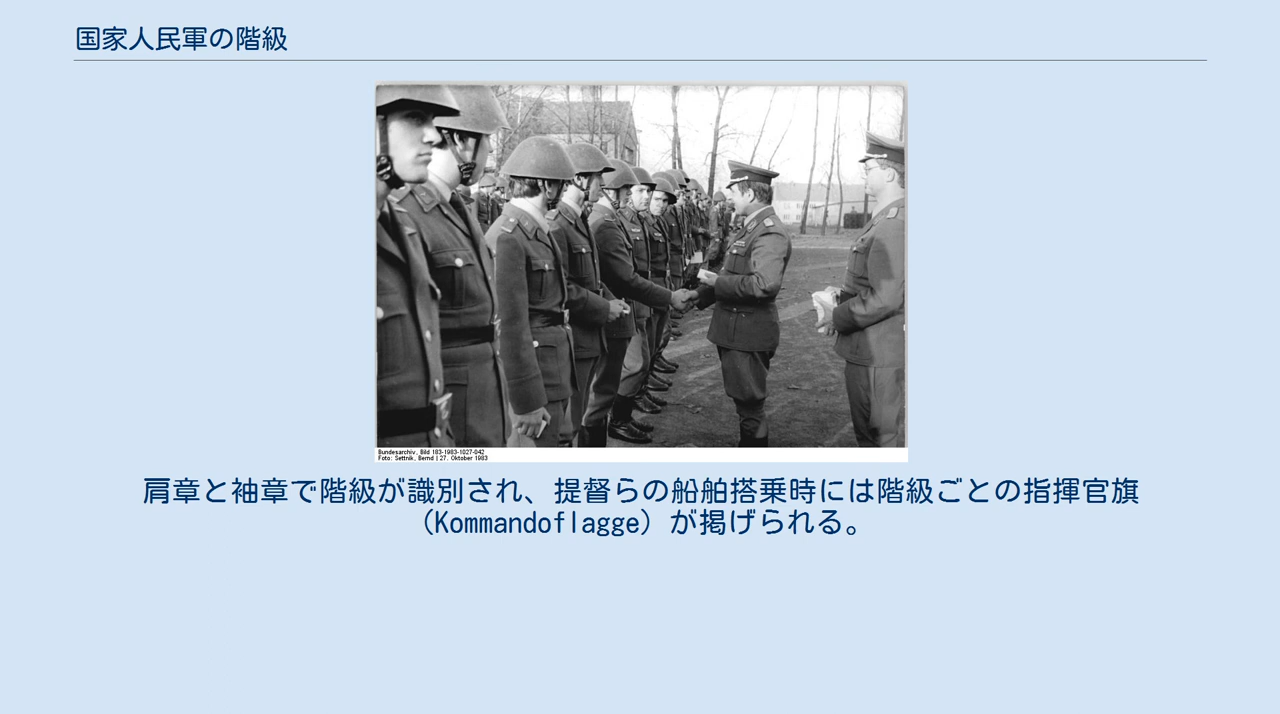 国家人民軍の階級
Bundesarchiv, Bild 183-1983-1027-042
Foto: Settnik, Bernd | 27. Oktober 1983
肩章と袖章で階級が識別され、提督らの船舶搭乗時には階級ごとの指揮官旗
（Kommandoflagge）が掲げられる。